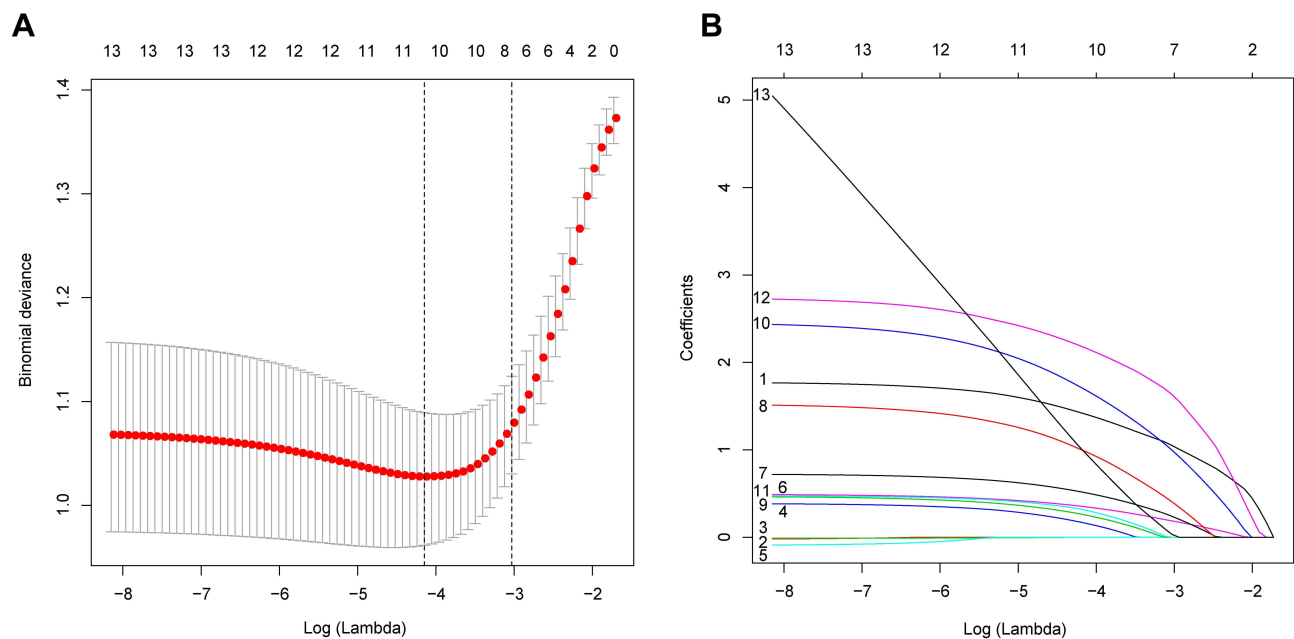 A
13 13 13 13 12 12 12 11 11 10 10 8 6 6 4 2 0
1.4
1.3
1.2
1.1
1.0
Binomial deviance
−8 −7 −6 −5 −4 −3 −2
Log (Lambda)
B
13 13 12 11 10 7 2
5
4
3
2
1
0
Coefficients
13
12
10
1
8
7
6
11
9
4
3
2
5
−8 −7 −6 −5 −4 −3 −2
Log (Lambda)